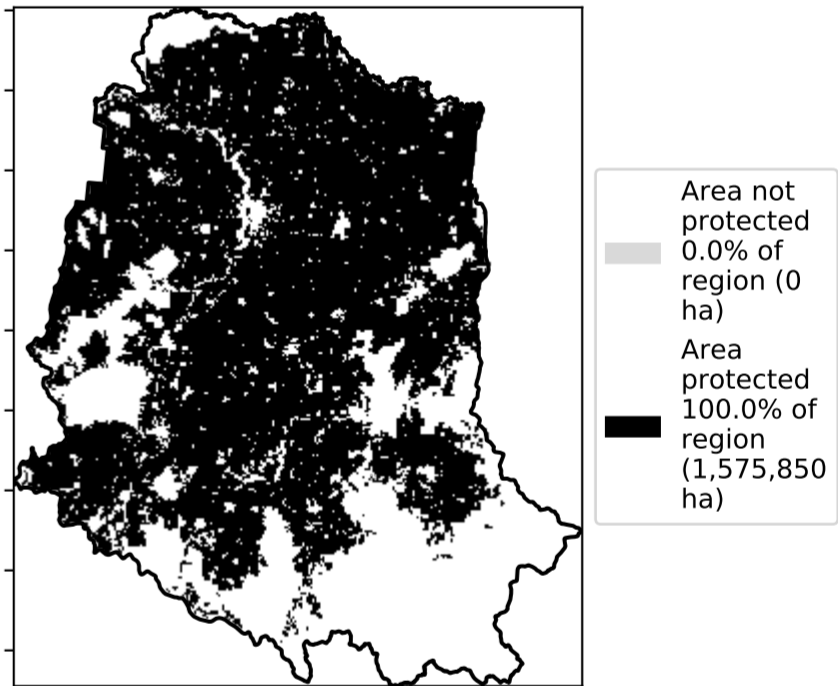 Area not
protected
0.0% of
region (0
ha)
Area
protected
100.0% of
region
(1,575,850
ha)